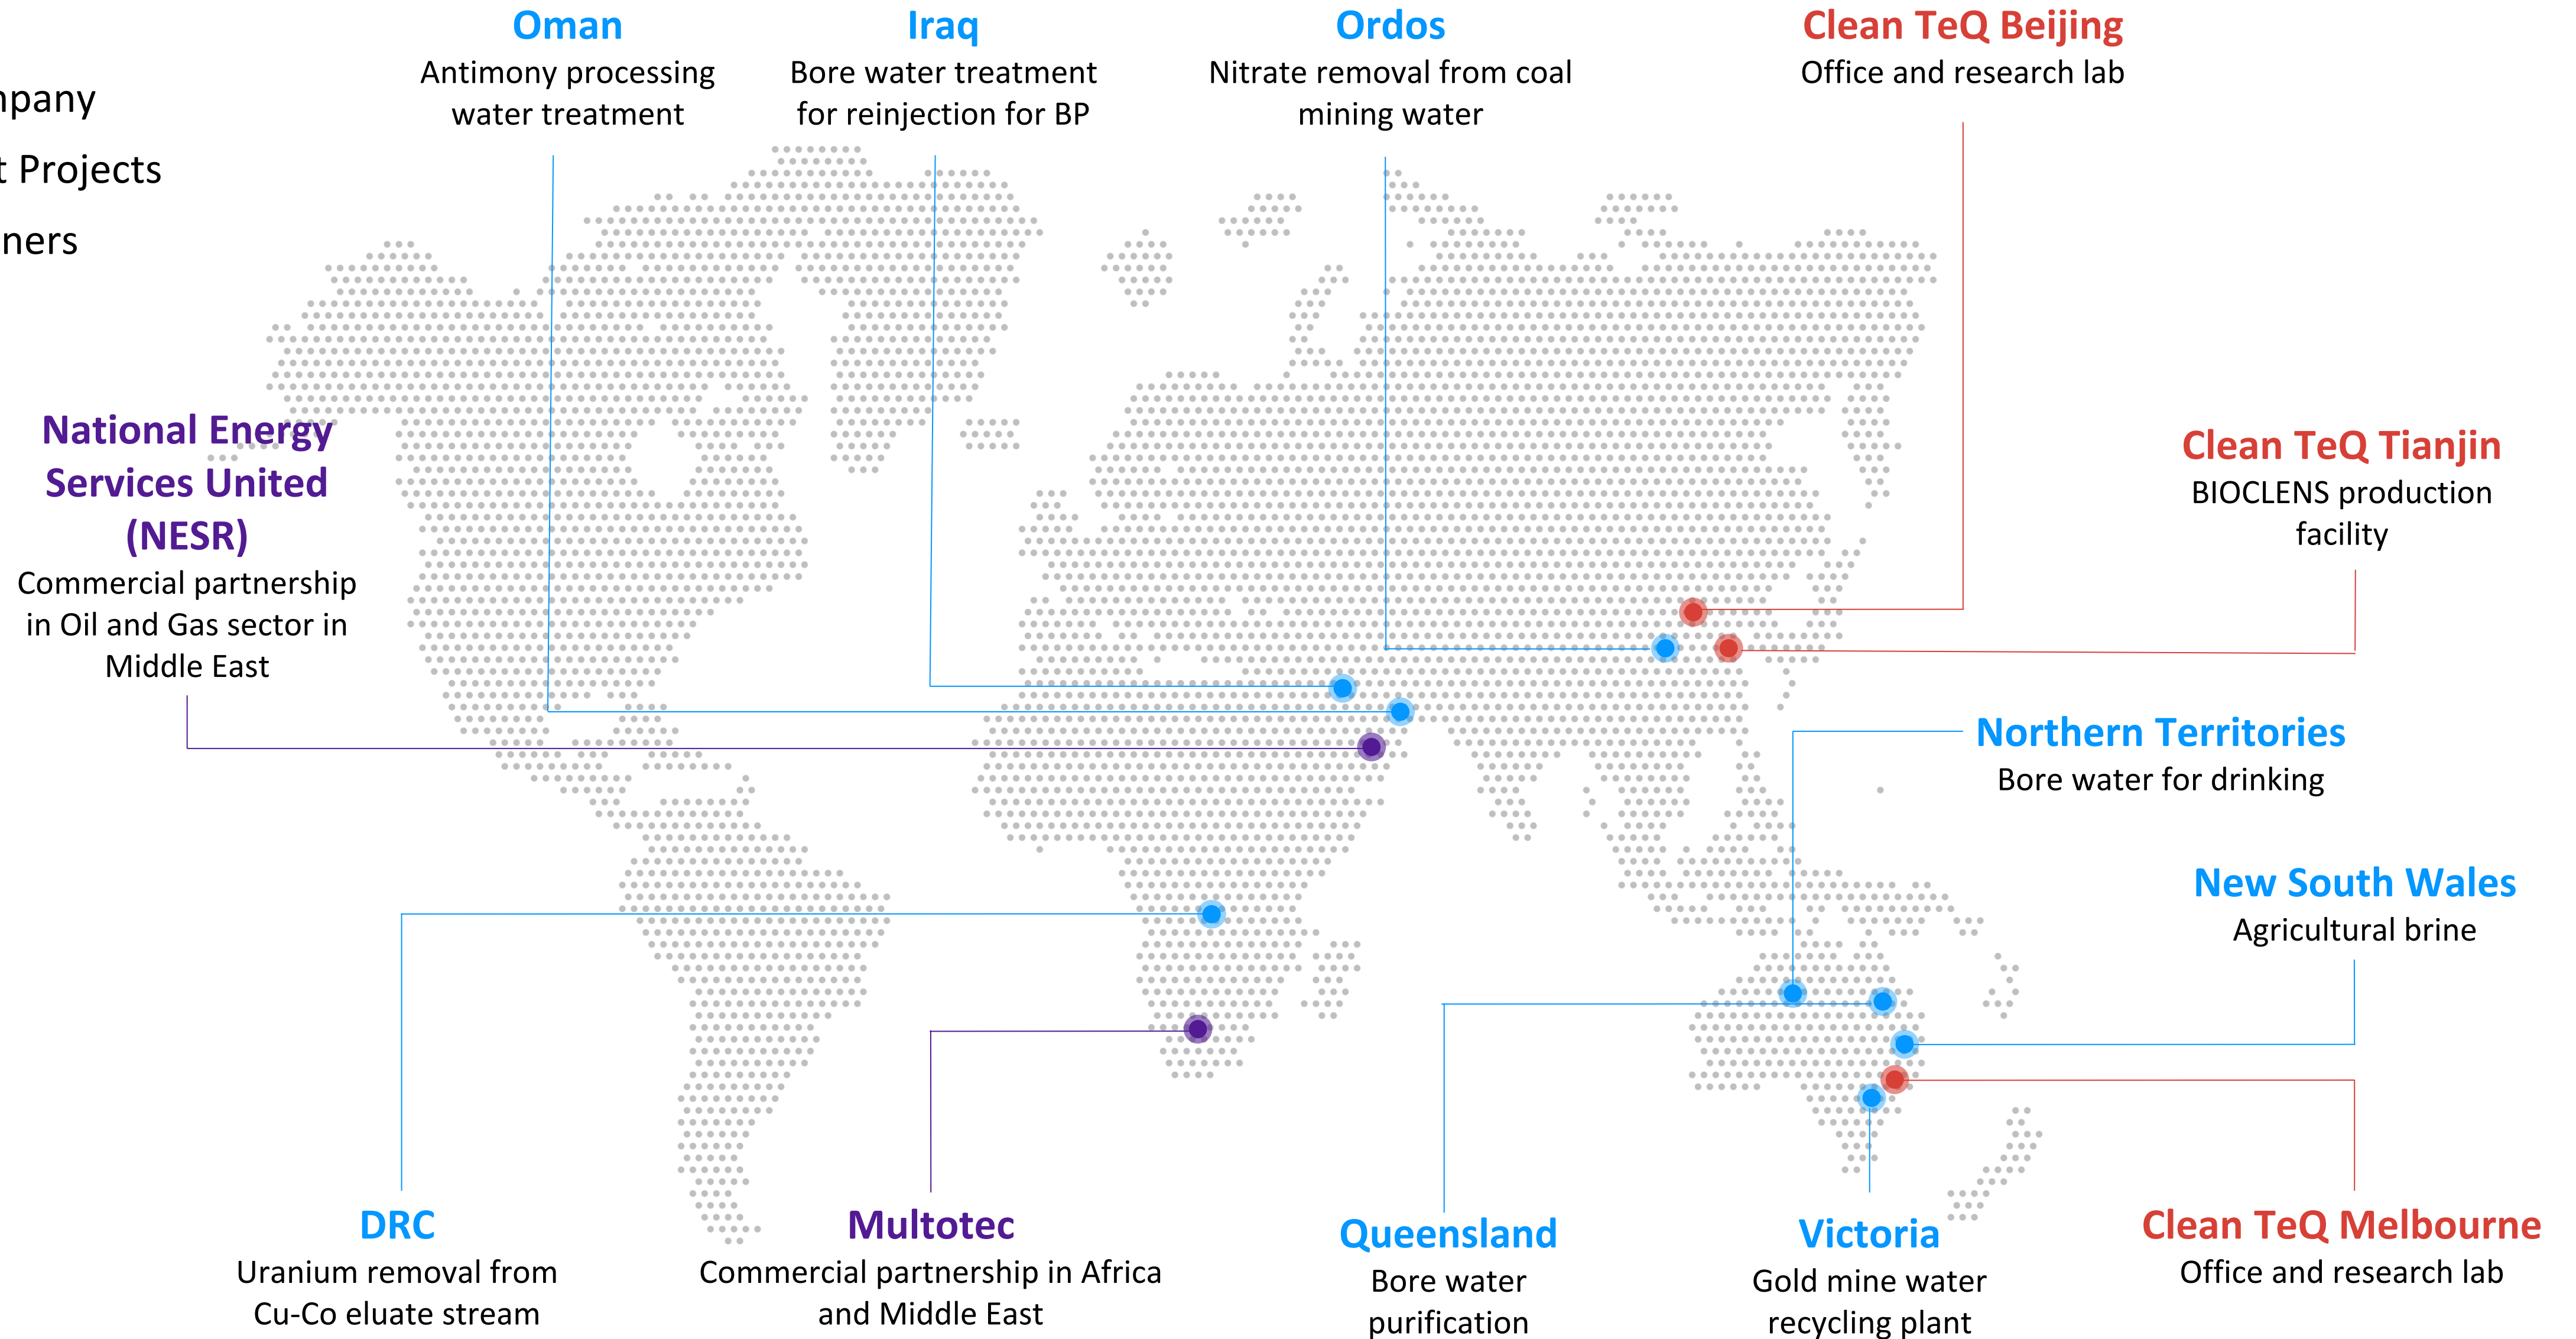 mpany
t Projects
ners
Oman
Antimony processing
water treatment
Iraq
Bore water treatment
for reinjection for BP
Ordos
Nitrate removal from coal
mining water
Clean TeQ Beijing
Office and research lab
National Energy
Services United
(NESR)
Commercial partnership
in Oil and Gas sector in
Middle East
Clean TeQ Tianjin
BIOCLENS production
facility
Northern Territories
Bore water for drinking
New South Wales
Agricultural brine
DRC
Uranium removal from
Cu-Co eluate stream
Multotec
Commercial partnership in Africa
and Middle East
Queensland
Bore water
purification
Victoria
Gold mine water
recycling plant
Clean TeQ Melbourne
Office and research lab